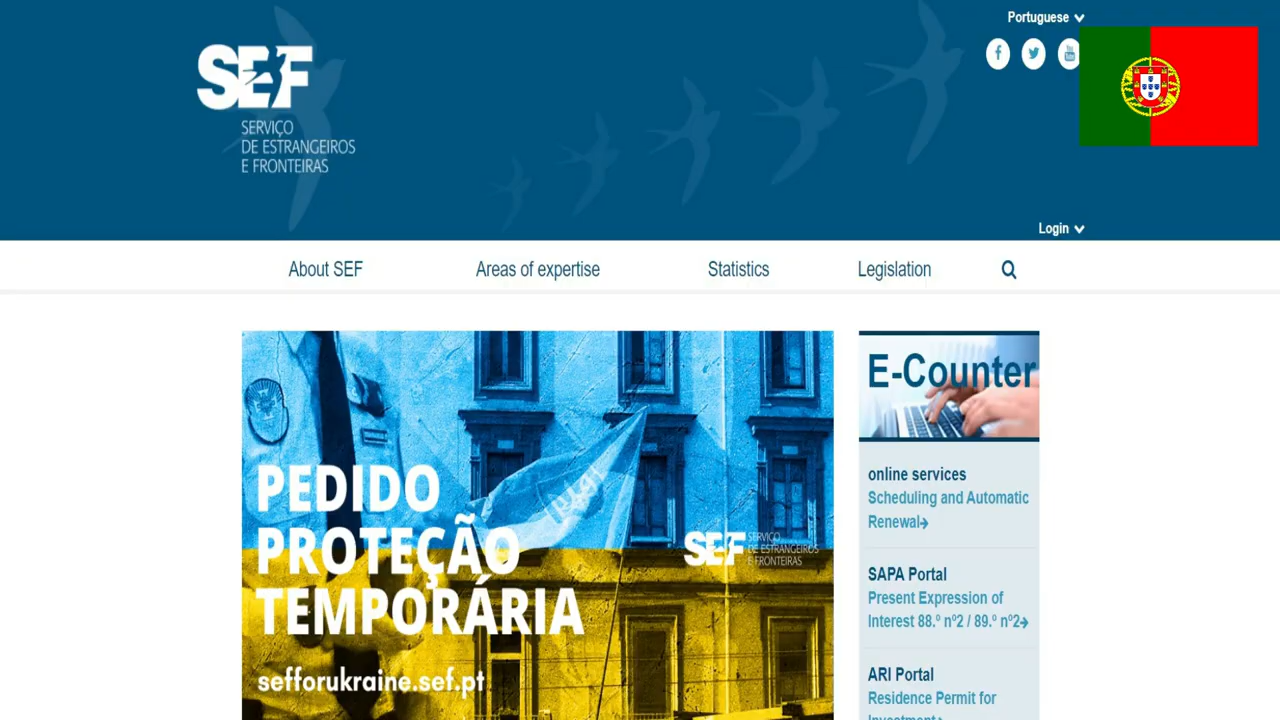 Portuguese
SEF
SERVIÇO
DE ESTRANGEIROS
E FRONTEIRAS
Login
About SEF
Areas of expertise
Statistics
Legislation
PEDIDO
PROTEÇÃO
TEMPORÁRIA
sefforukraine.sef.pt
SEF
SERVIÇO
DE ESTRANGEIROS
E FRONTEIRAS
E-Counter
online services
Scheduling and Automatic
Renewal
SAPA Portal
Present Expression of
Interest 88.º nº2 / 89.º nº2
ARI Portal
Residence Permit for
Investment